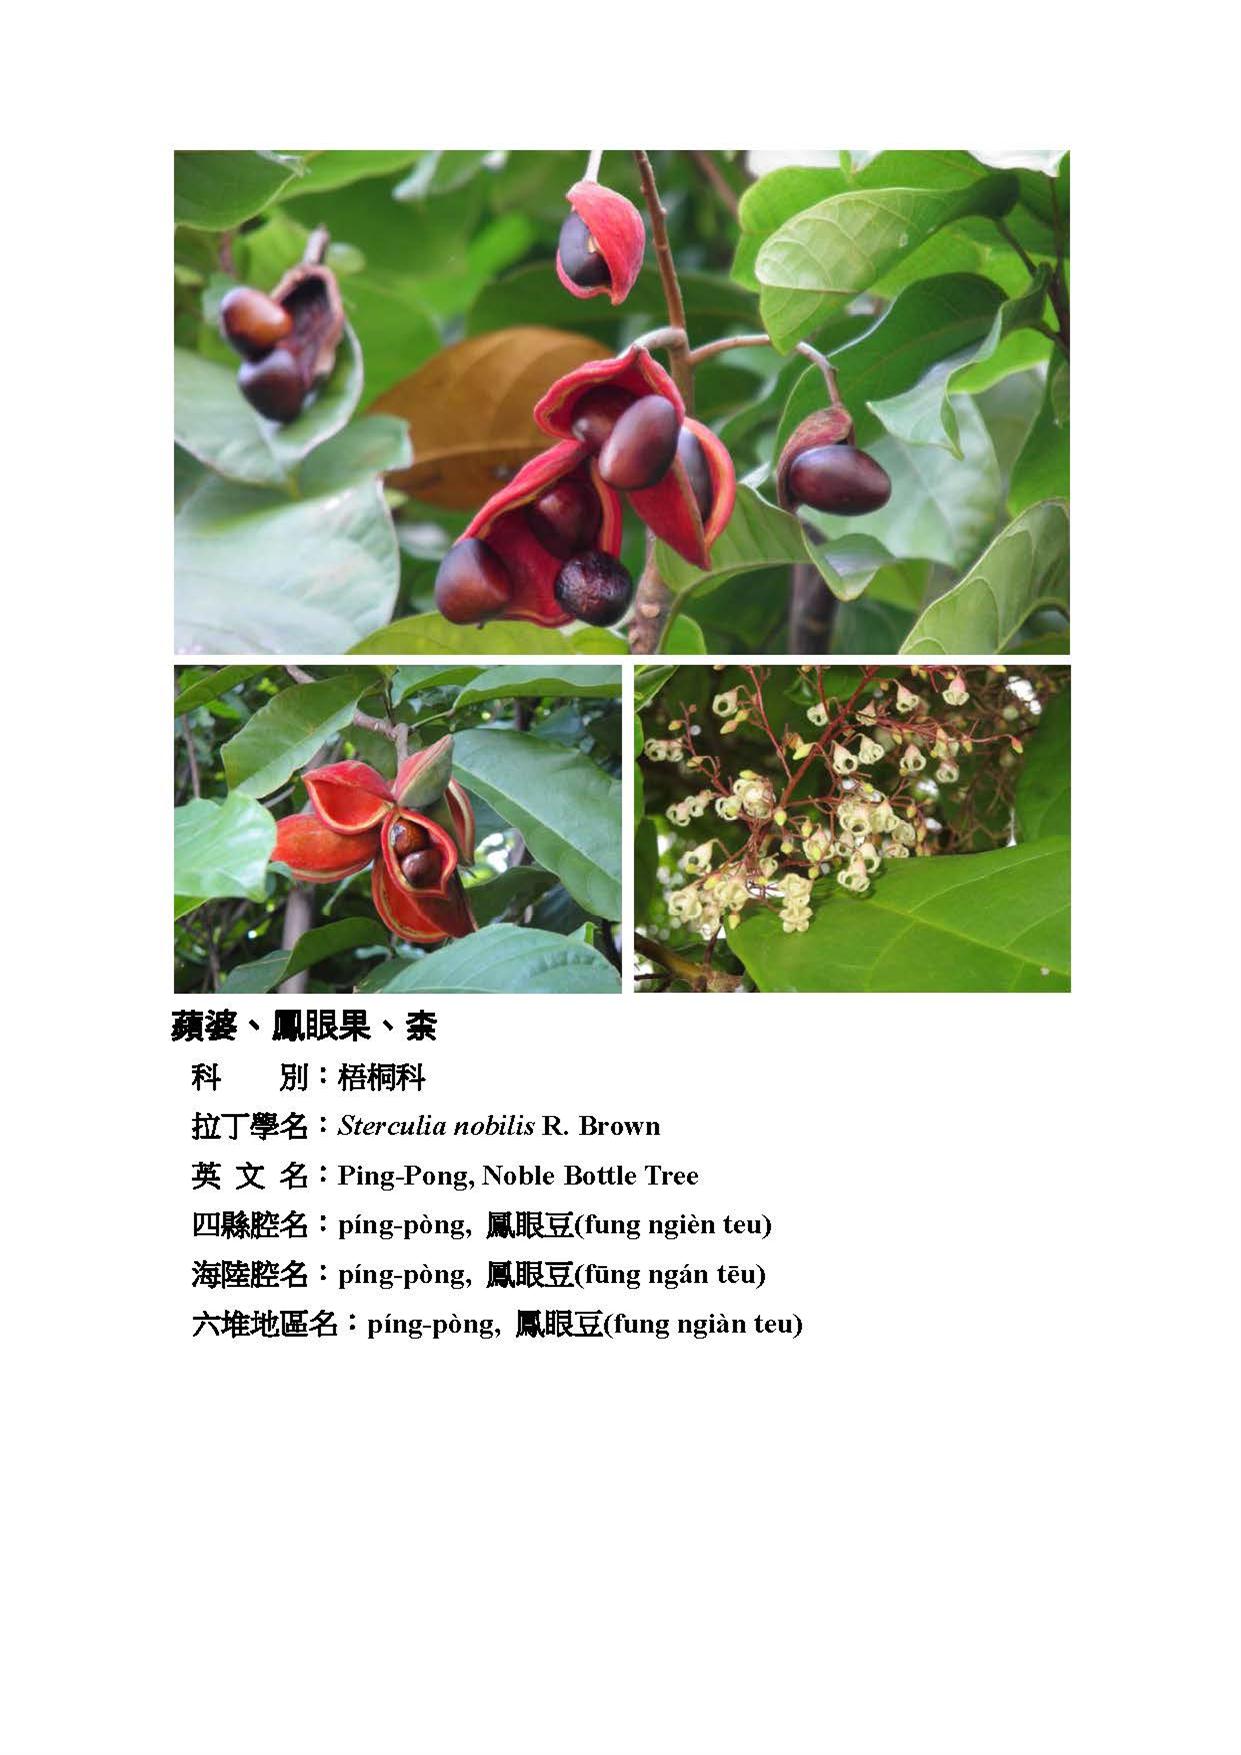 蘋婆、鳳眼果、柰
科　　別：梧桐科
拉丁學名：Sterculia nobilis R. Brown
英 文 名：Ping-Pong, Noble Bottle Tree
四縣腔名：píng-pòng, 鳳眼豆(fung ngièn teu)
海陸腔名：píng-pòng, 鳳眼豆(fūng ngán tēu)
六堆地區名：píng-pòng, 鳳眼豆(fung ngiàn teu)